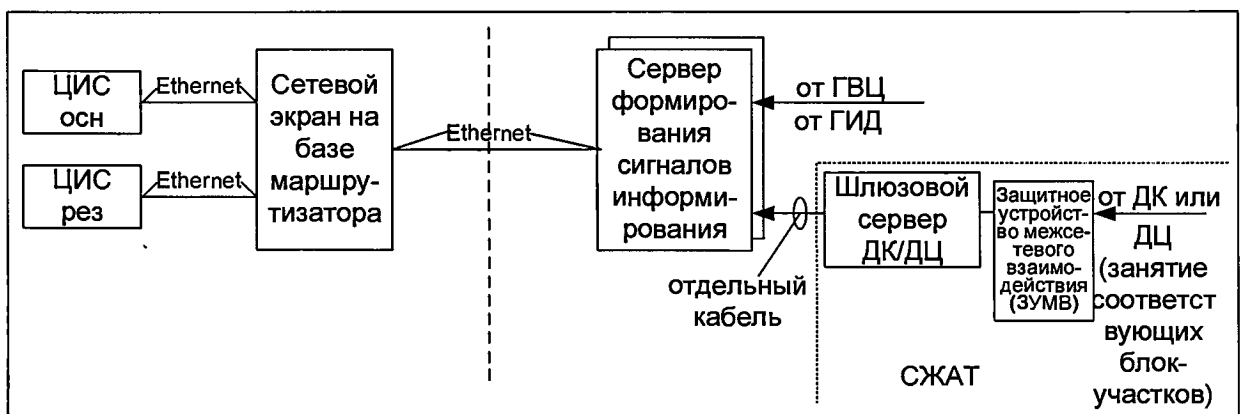 ЦИС
осн
Ethernet
ЦИС
рез
Ethernet
Сетевой
экран на
базе
маршру-
тизатора
Ethernet
Сервер
формиро-
вания
сигналов
информи-
рования
от ГВЦ
от ГИД
отдельный
кабель
Шлюзовой
сервер
ДК/ДЦ
Защитное
устройст-
во межсе-
тевого
взаимо-
действия
(ЗУМВ)
от ДК или
ДЦ
(занятие
соответст
вующих
блок-
участков)
СЖАТ